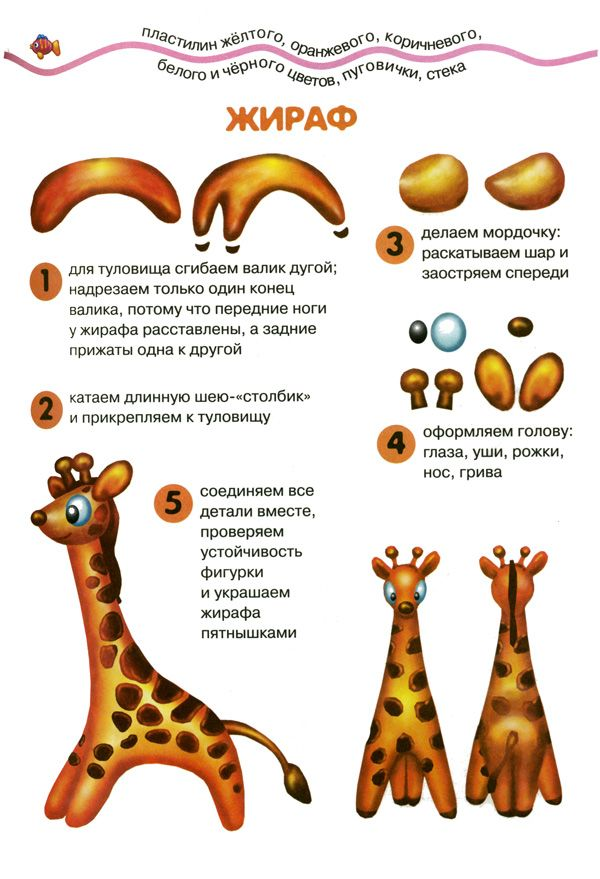 пластилин жёлтого, оранжевого, коричневого,
белого и чёрного цветов, пуговички, стека
ЖИРАФ
1 для туловища сгибаем валик дугой;
надрезаем только один конец
валика, потому что передние ноги
у жирафа расставлены, а задние
прижаты одна к другой
2 катаем длинную шею-«столбик»
и прикрепляем к туловищу
3 делаем мордочку:
раскатываем шар и
заостряем спереди
4 оформляем голову:
глаза, уши, рожки,
нос, грива
5 соединяем все
детали вместе,
проверяем
устойчивость
фигурки
и украшаем
жирафа
пятнышками